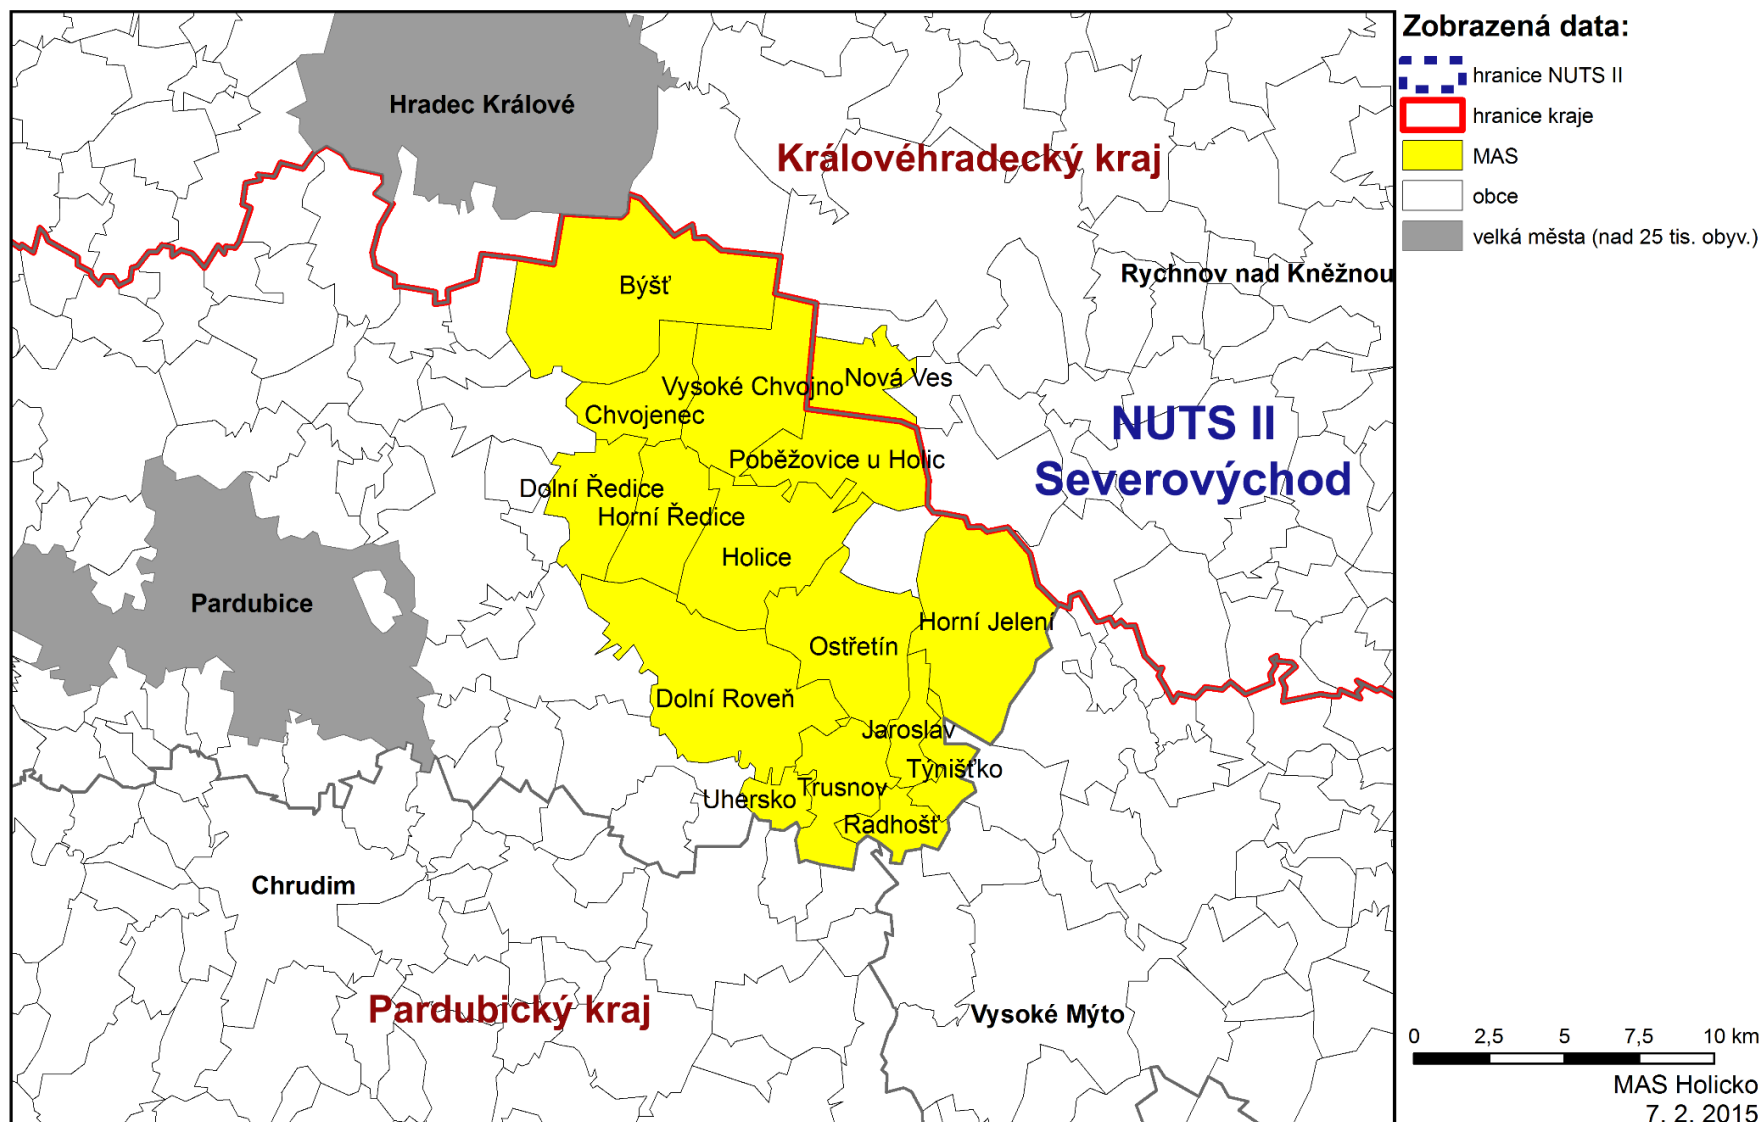 Hradec Králové
Královéhradecký kraj
Rychnov nad Kněžnou
Býšť
Vysoké Chvojno
Nová Ves
Chvojenec
NUTS II
Severovýchod
Poběžovice u Holic
Dolní Ředice
Horní Ředice
Holice
Pardubice
Horní Jelení
Ostřetín
Dolní Roveň
Jaroslav
Týnišťko
Trusnov
Uhersko
Radhošť
Chrudim
Pardubický kraj
Vysoké Mýto
Zobrazená data:
hranice NUTS II
hranice kraje
MAS
obce
velká města (nad 25 tis. obyv.)
0 2,5 5 7,5 10 km
MAS Holicko
7. 2. 2015